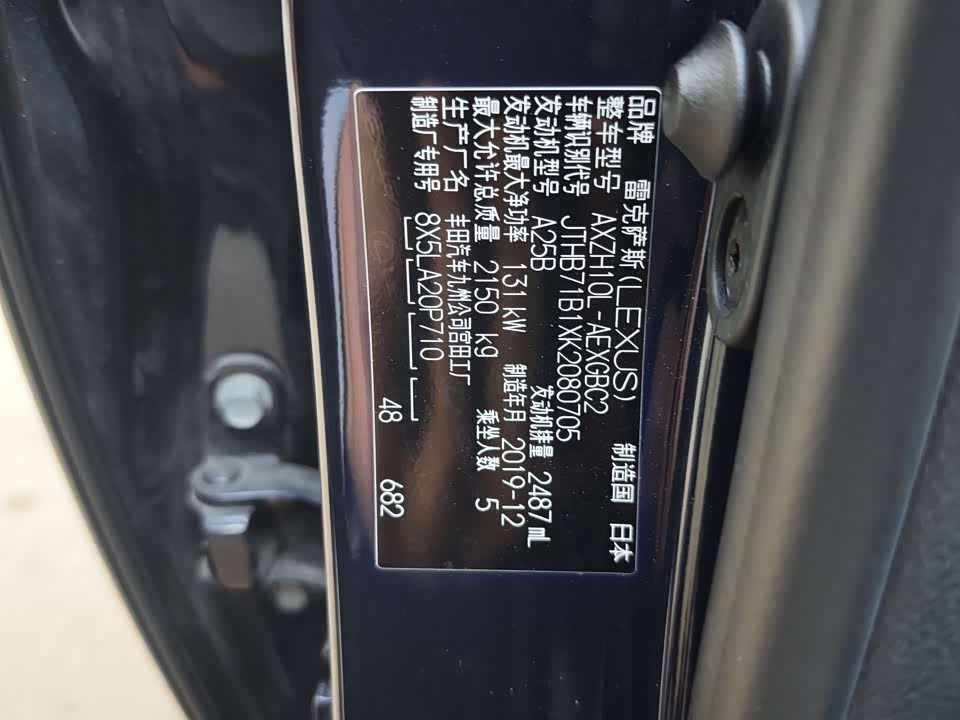 品牌 雷克萨斯(LEXUS) 制造国 日本
整车型号 AXZH10L-AEXGBC2
车辆识别代号 JTHB71B1XK2080705
发动机型号 A25B 发动机排量 2487 mL
发动机最大净功率 131 kW 制造年月 2019-12
最大允许总质量 2150 kg 乘坐人数 5
生产厂名 丰田汽车九州公司宫田工厂
制造厂专用号 8X5LA20P710
48 682